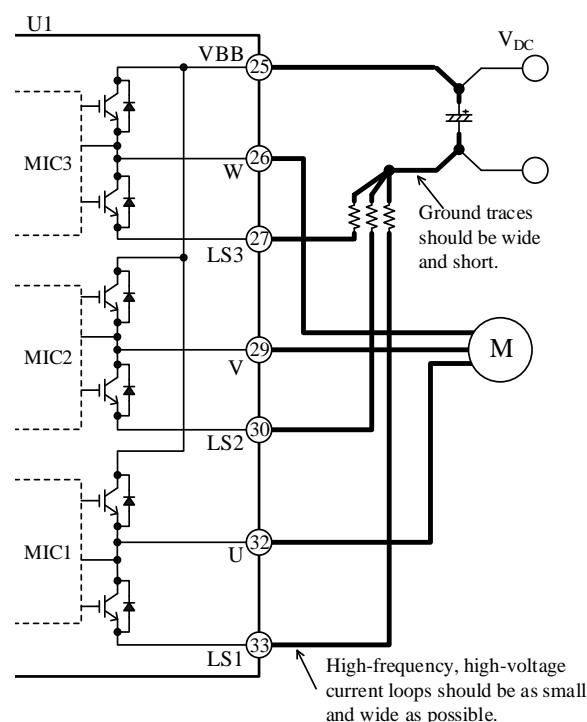 U1
VBB
25
V_DC
MIC3
26
W
27
LS3
Ground traces
should be wide
and short.
MIC2
29
V
M
30
LS2
MIC1
32
U
33
LS1
High-frequency, high-voltage
current loops should be as small
and wide as possible.